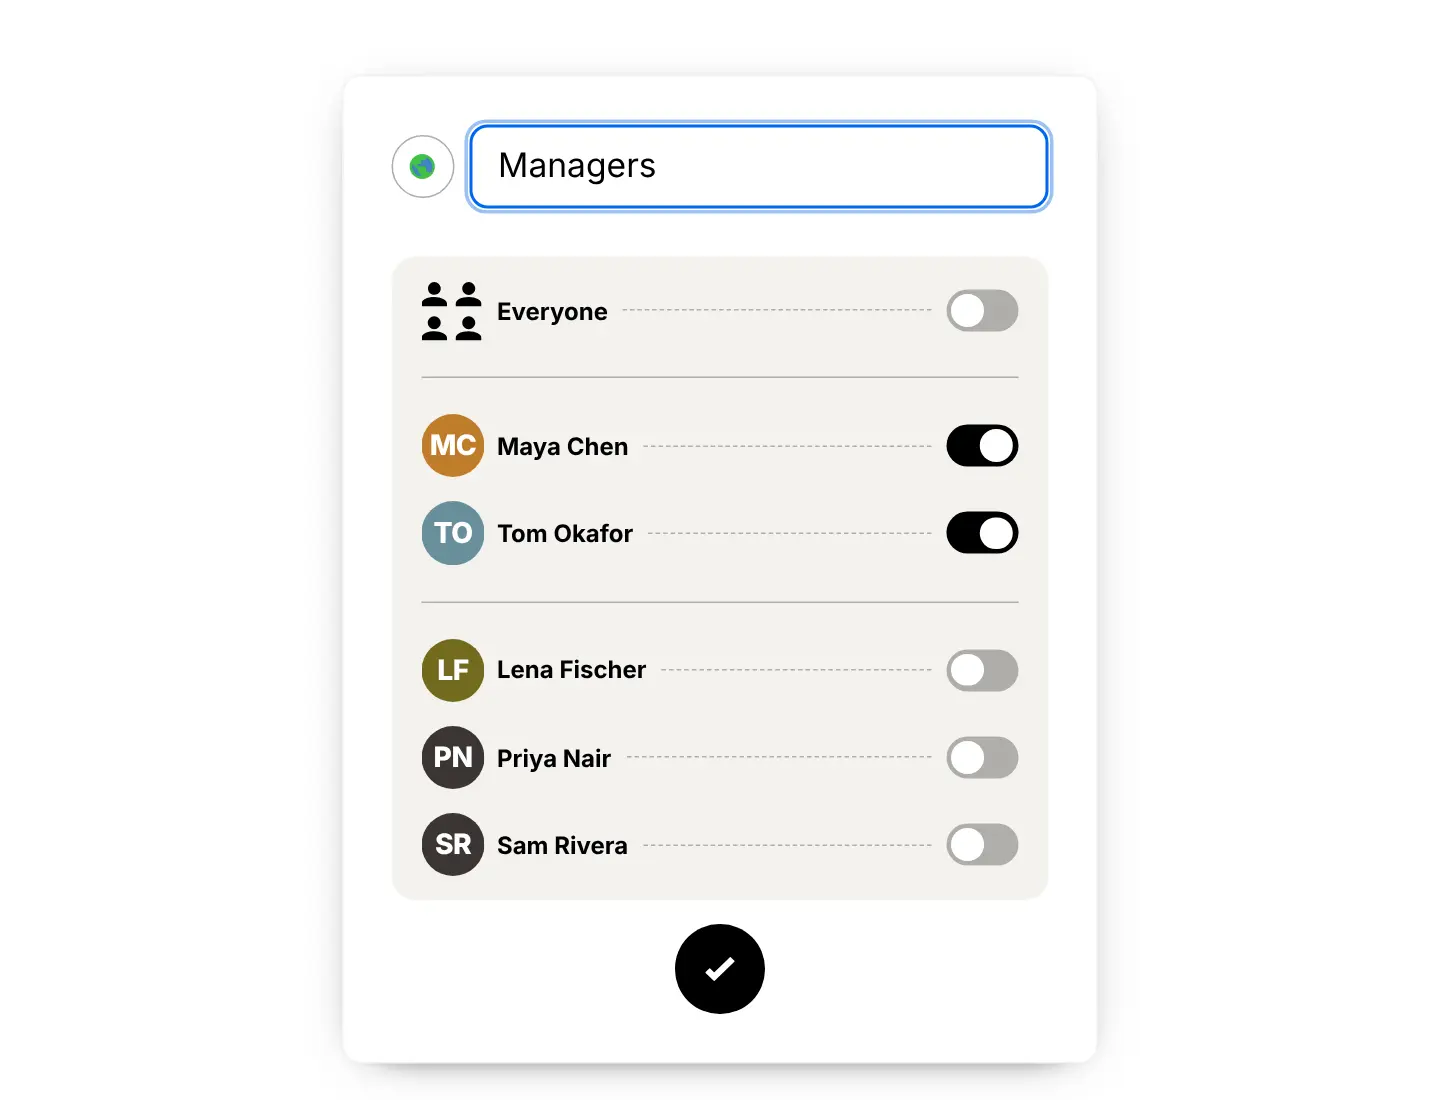 Managers
Everyone
MC Maya Chen
TO Tom Okafor
LF Lena Fischer
PN Priya Nair
SR Sam Rivera